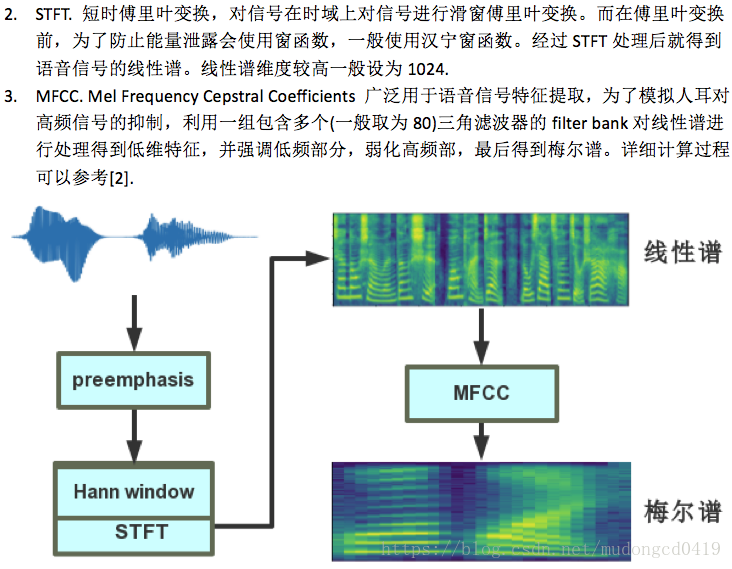 2. STFT. 短时傅里叶变换，对信号在时域上对信号进行滑窗傅里叶变换。而在傅里叶变换
前，为了防止能量泄露会使用窗函数，一般使用汉宁窗函数。经过 STFT 处理后就得到
语音信号的线性谱。线性谱维度较高一般设为 1024.
3. MFCC. Mel Frequency Cepstral Coefficients 广泛用于语音信号特征提取，为了模拟人耳对
高频信号的抑制，利用一组包含多个(一般取为 80)三角滤波器的 filter bank 对线性谱进
行处理得到低维特征，并强调低频部分，弱化高频部，最后得到梅尔谱。详细计算过程
可以参考[2].
线性谱
preemphasis
MFCC
Hann window
STFT
梅尔谱
https://blog.csdn.net/mudongcd0419